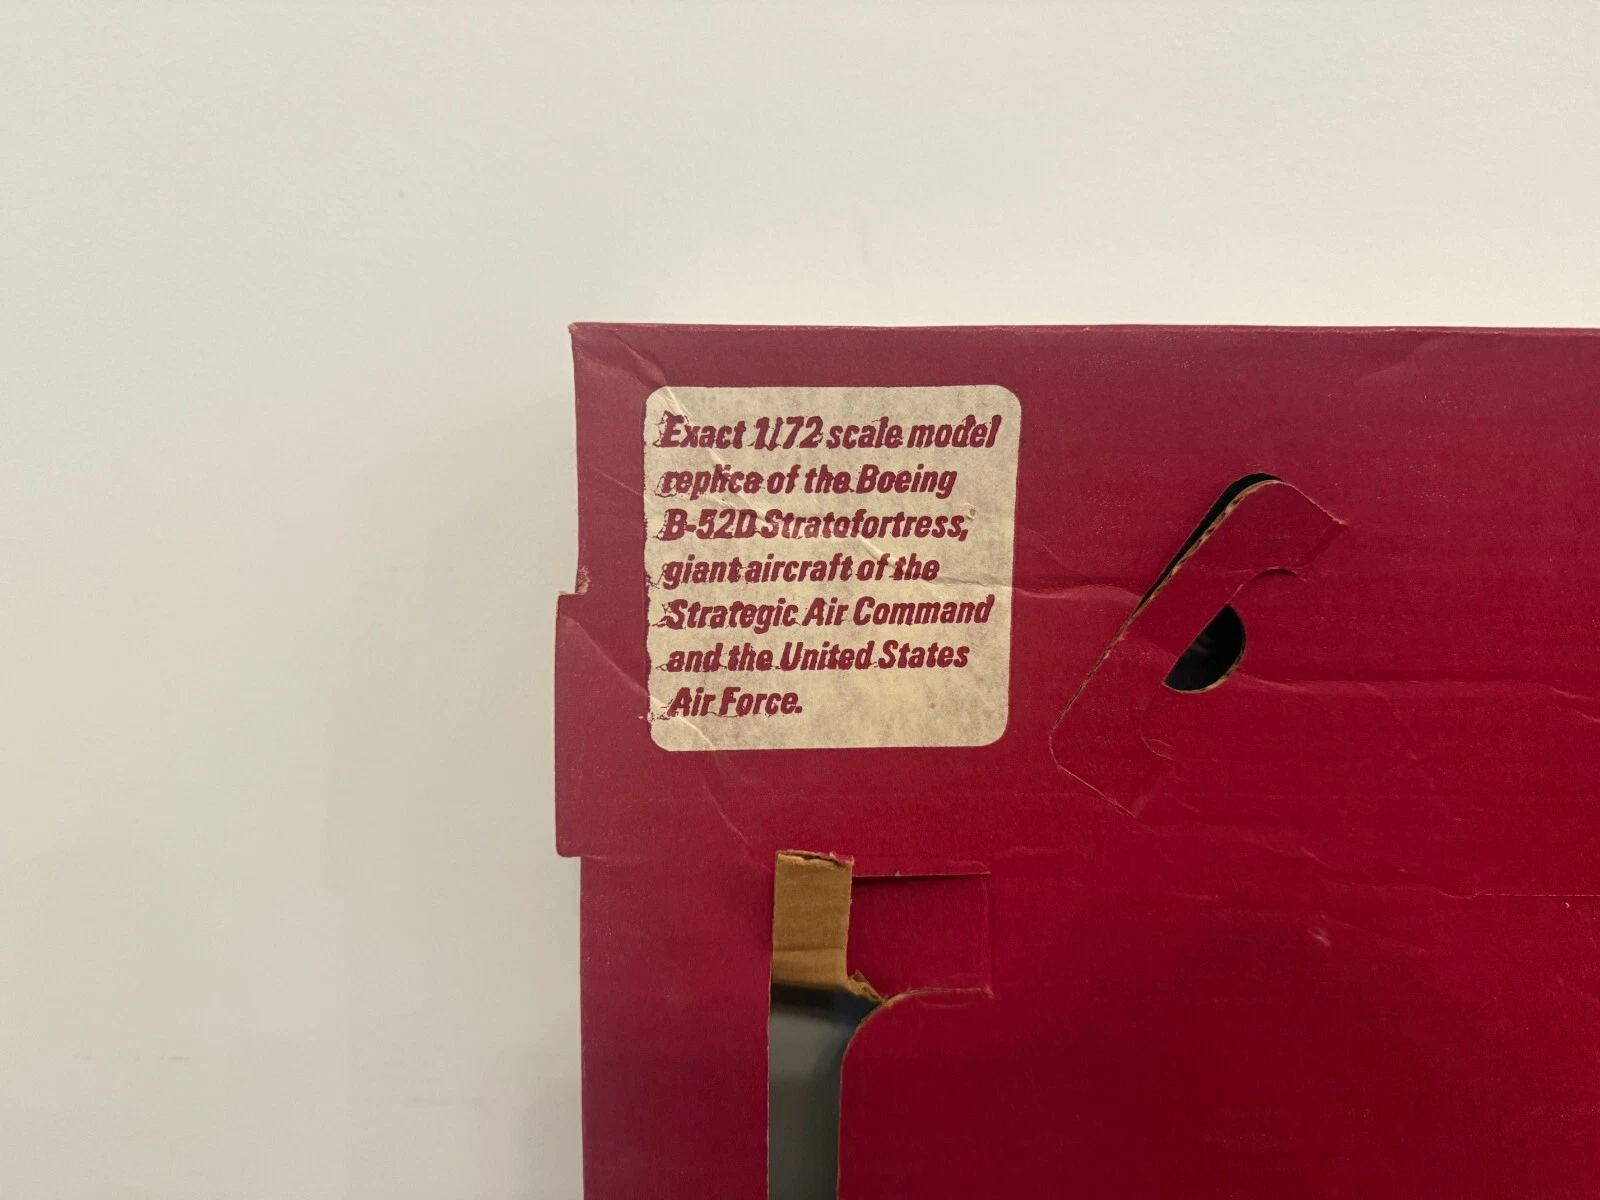 Exact 1/72 scale model
replica of the Boeing
B-52D Stratofortress,
giant aircraft of the
Strategic Air Command
and the United States
Air Force.